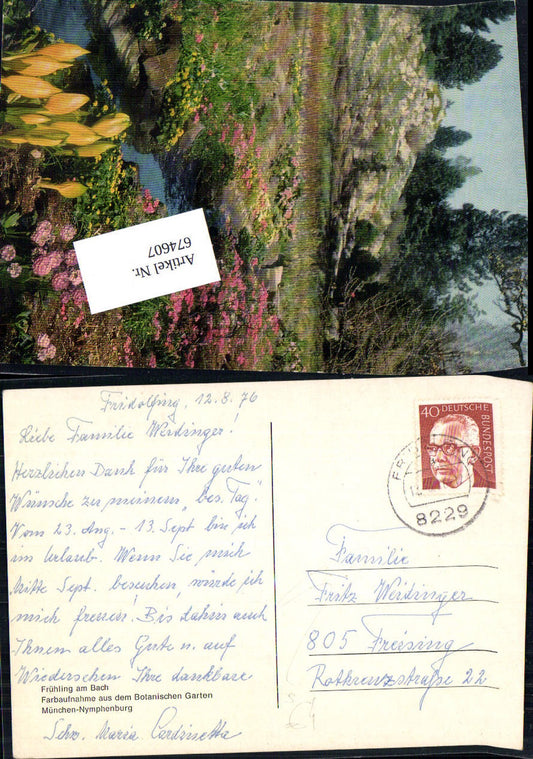 Artikel Nr.
674607
Fridolfing, 12.8.76
Liebe Familie Weidinger.
Herzlichen Dank für Ihre guten
Wünsche zu meinem „bes. Tag."
Vom 23. Aug. - 13. Sept bin ich
im Urlaub. Wenn Sie mich
Mitte Sept. besuchen, würde ich
mich freuen! Bis dahin auch
Ihnen alles Gute u. auf
Wiedersehen Ihre dankbare
Schw. Maria
Frühling am Bach
Farbaufnahme aus dem Botanischen Garten
München-Nymphenburg
40 DEUTSCHE
BUNDESPOST
8229
Familie
Fritz Weidinger
805 Freising
Rotkreuzstraße 22